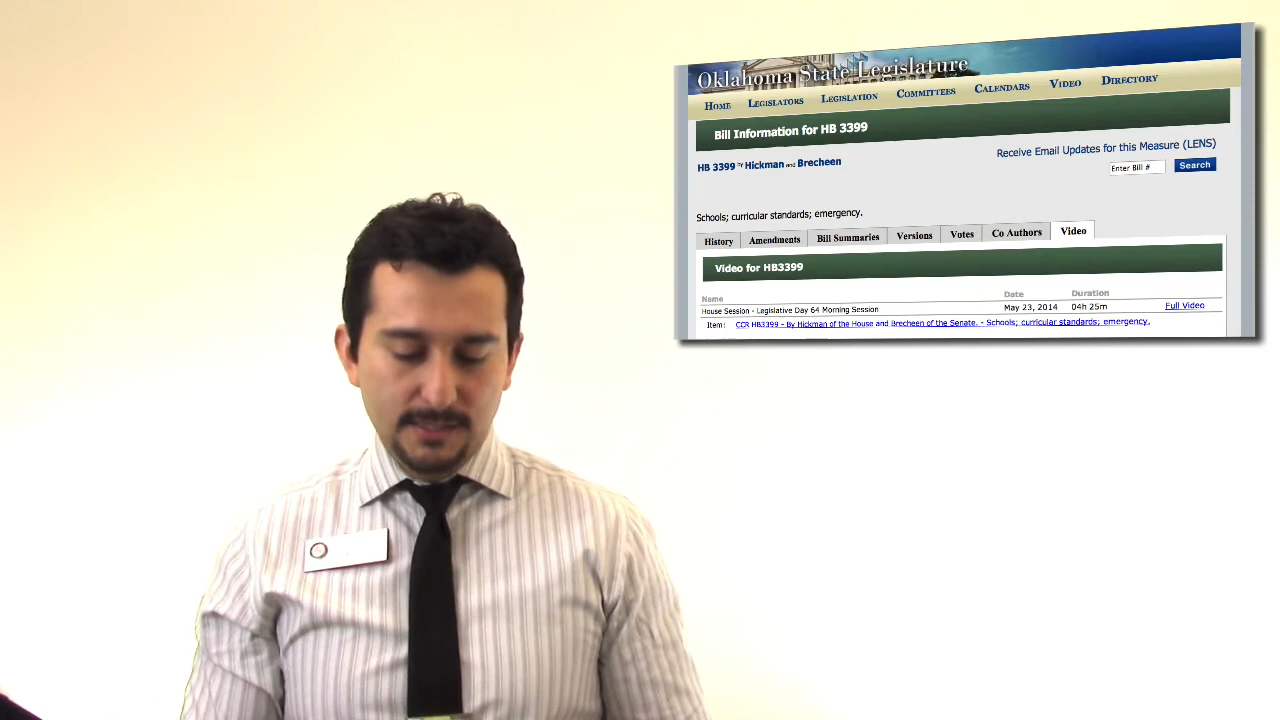 Oklahoma State Legislature
HOME LEGISLATORS LEGISLATION COMMITTEES CALENDARS VIDEO DIRECTORY
Bill Information for HB 3399
HB 3399 by Hickman and Brecheen
Receive Email Updates for this Measure (LENS)
Enter Bill # Search
Schools; curricular standards; emergency.
History Amendments Bill Summaries Versions Votes Co Authors Video
Video for HB3399
Name Date Duration
House Session - Legislative Day 64 Morning Session May 23, 2014 04h 25m Full Video
Item: CCR HB3399 - By Hickman of the House and Brecheen of the Senate. - Schools; curricular standards; emergency.